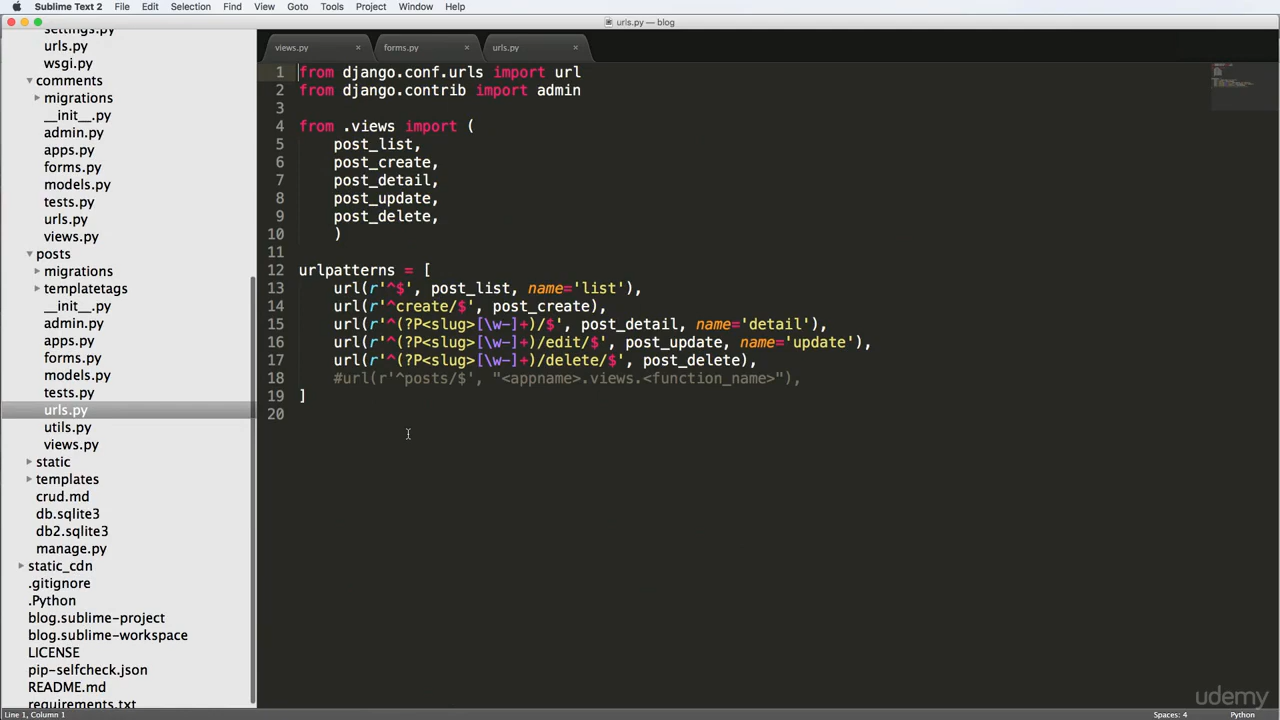 Sublime Text 2 File Edit Selection Find View Goto Tools Project Window Help
urls.py — blog
settings.py
urls.py
wsgi.py
comments
migrations
__init__.py
admin.py
apps.py
forms.py
models.py
tests.py
urls.py
views.py
posts
migrations
templatetags
__init__.py
admin.py
apps.py
forms.py
models.py
tests.py
urls.py
utils.py
views.py
static
templates
crud.md
db.sqlite3
db2.sqlite3
manage.py
static_cdn
.gitignore
.Python
blog.sublime-project
blog.sublime-workspace
LICENSE
pip-selfcheck.json
README.md
requirements.txt
views.py × forms.py × urls.py ×
1 from django.conf.urls import url
2 from django.contrib import admin
3
4 from .views import (
5 post_list,
6 post_create,
7 post_detail,
8 post_update,
9 post_delete,
10 )
11
12 urlpatterns = [
13 url(r'^$', post_list, name='list'),
14 url(r'^create/$', post_create),
15 url(r'^(?P<slug>[\w-]+)/$', post_detail, name='detail'),
16 url(r'^(?P<slug>[\w-]+)/edit/$', post_update, name='update'),
17 url(r'^(?P<slug>[\w-]+)/delete/$', post_delete),
18 #url(r'^posts/$', "<appname>.views.<function_name>"),
19 ]
20
udemy
Line 1, Column 1 Spaces: 4 Python